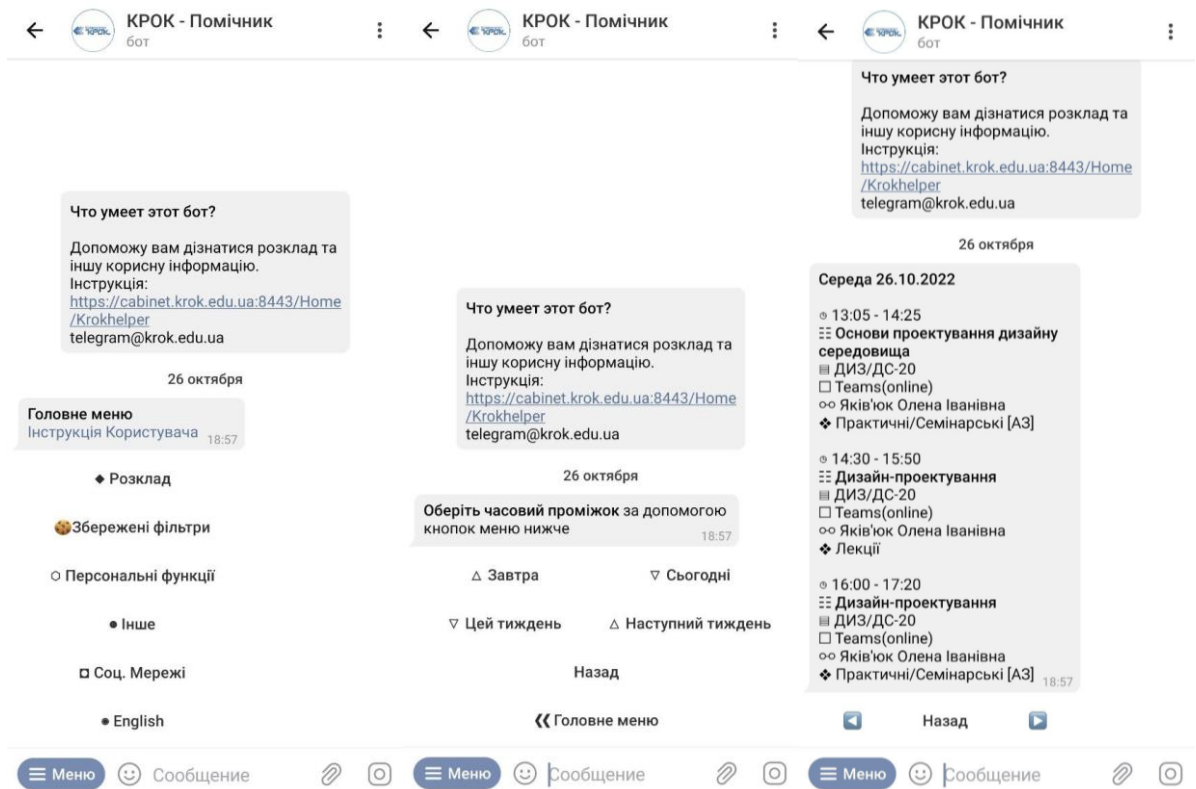 КРОК - Помічник
бот
КРОК
Что умеет этот бот?
Допоможу вам дізнатися розклад та
іншу корисну інформацію.
Інструкція:
https://cabinet.krok.edu.ua:8443/Home
/Krokhelper
telegram@krok.edu.ua
26 октября
Головне меню
Інструкція Користувача 18:57
Розклад
Збережені фільтри
Персональні функції
Інше
Соц. Мережі
English
Меню
Сообщение
КРОК - Помічник
бот
КРОК
Что умеет этот бот?
Допоможу вам дізнатися розклад та
іншу корисну інформацію.
Інструкція:
https://cabinet.krok.edu.ua:8443/Home
/Krokhelper
telegram@krok.edu.ua
26 октября
Оберіть часовий проміжок за допомогою
кнопок меню нижче 18:57
Завтра Сьогодні
Цей тиждень Наступний тиждень
Назад
Головне меню
Меню
Сообщение
КРОК - Помічник
бот
КРОК
Что умеет этот бот?
Допоможу вам дізнатися розклад та
іншу корисну інформацію.
Інструкція:
https://cabinet.krok.edu.ua:8443/Home
/Krokhelper
telegram@krok.edu.ua
26 октября
Середа 26.10.2022
13:05 - 14:25
Основи проектування дизайну
середовища
ДИЗ/ДС-20
Teams(online)
Яків'юк Олена Іванівна
Практичні/Семінарські [АЗ]
14:30 - 15:50
Дизайн-проектування
ДИЗ/ДС-20
Teams(online)
Яків'юк Олена Іванівна
Лекції
16:00 - 17:20
Дизайн-проектування
ДИЗ/ДС-20
Teams(online)
Яків'юк Олена Іванівна
Практичні/Семінарські [АЗ] 18:57
Назад
Меню
Сообщение